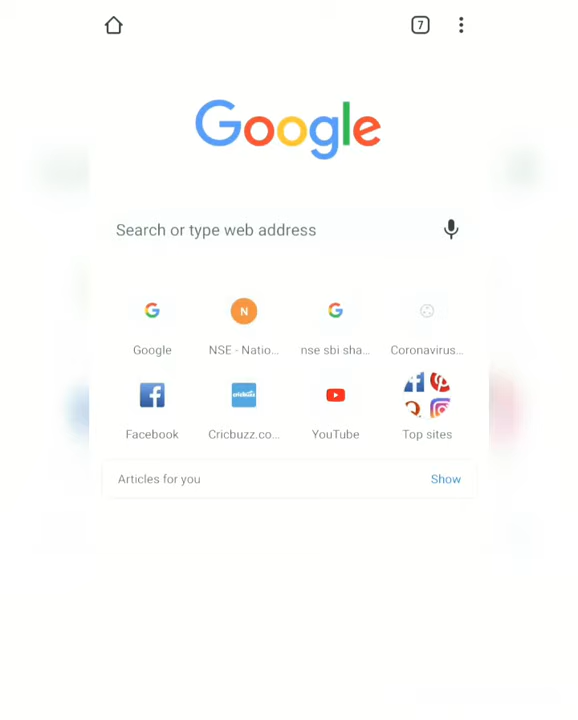 7
Google
Search or type web address
N
Google
NSE - Natio...
nse sbi sha...
Coronavirus...
cricbuzz
Facebook
Cricbuzz.co...
YouTube
Top sites
Articles for you
Show